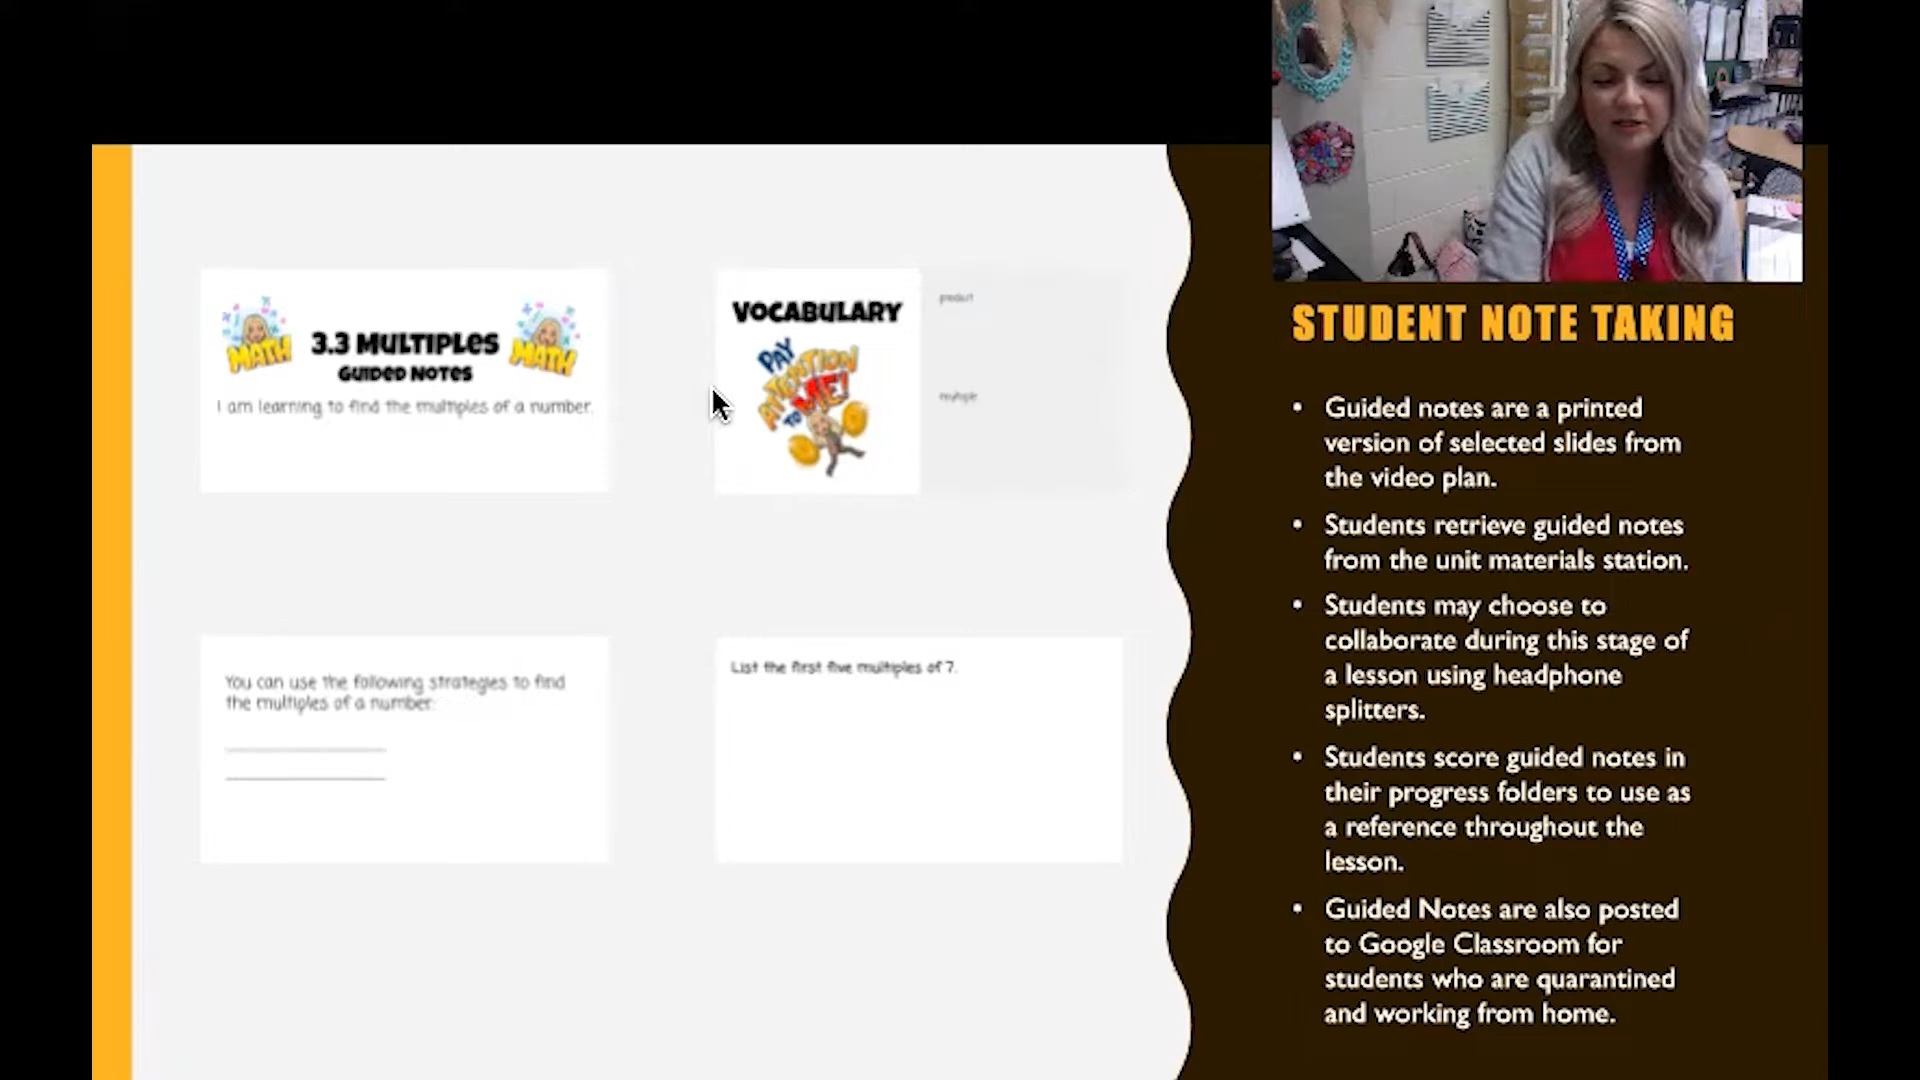 MATH
3.3 MULTIPLES
MATH
GUIDED NOTES
I am learning to find the multiples of a number.
VOCABULARY
PAY
ATTENTION
TO ME!
product
multiple
You can use the following strategies to find
the multiples of a number:
List the first five multiples of 7.
STUDENT NOTE TAKING
• Guided notes are a printed
version of selected slides from
the video plan.
• Students retrieve guided notes
from the unit materials station.
• Students may choose to
collaborate during this stage of
a lesson using headphone
splitters.
• Students score guided notes in
their progress folders to use as
a reference throughout the
lesson.
• Guided Notes are also posted
to Google Classroom for
students who are quarantined
and working from home.